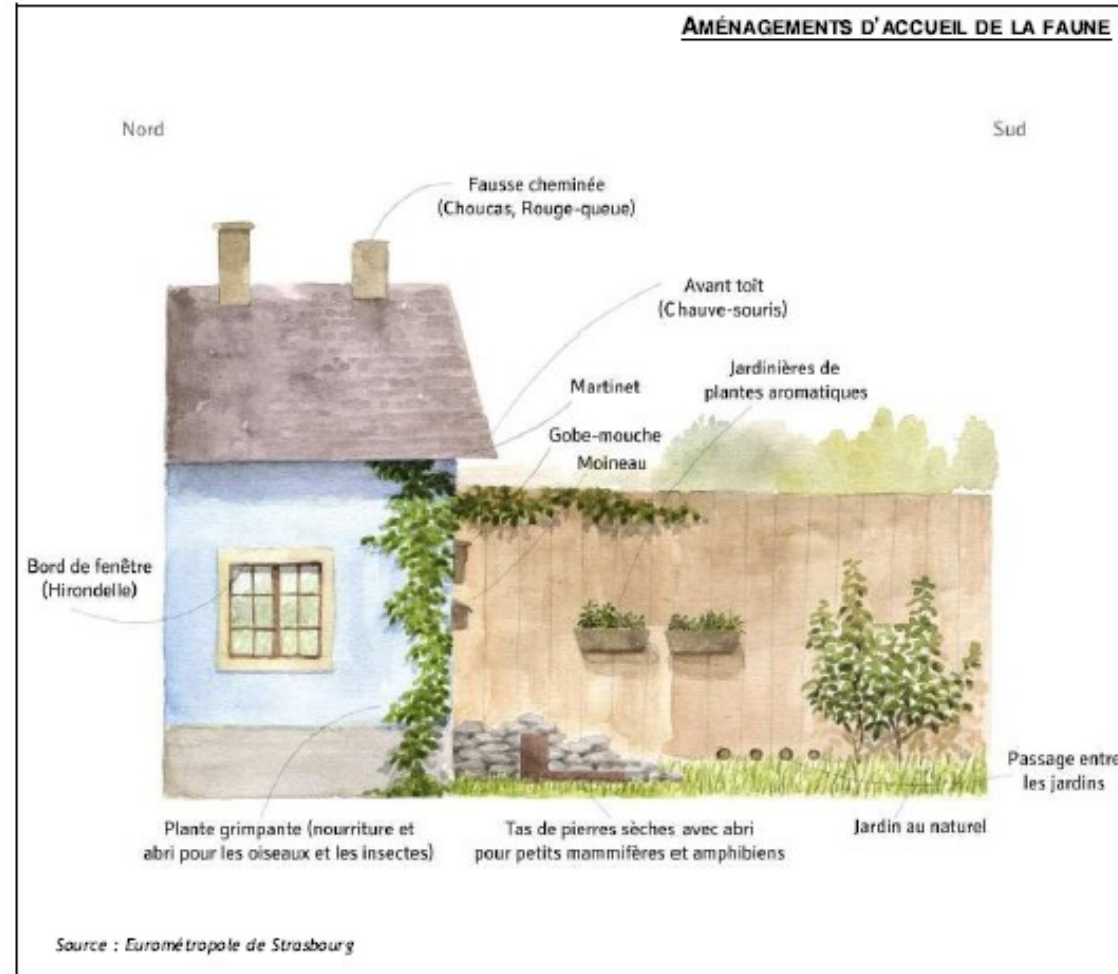 AMÉNAGEMENTS D'ACCUEIL DE LA FAUNE
Nord
Sud
Fausse cheminée
(Choucas, Rouge-queue)
Avant toît
(Chauve-souris)
Jardinières de
plantes aromatiques
Martinet
Gobe-mouche
Moineau
Bord de fenêtre
(Hirondelle)
Passage entre
les jardins
Plante grimpante (nourriture et
abri pour les oiseaux et les insectes)
Tas de pierres sèches avec abri
pour petits mammifères et amphibiens
Jardin au naturel
Source : Eurométropole de Strasbourg